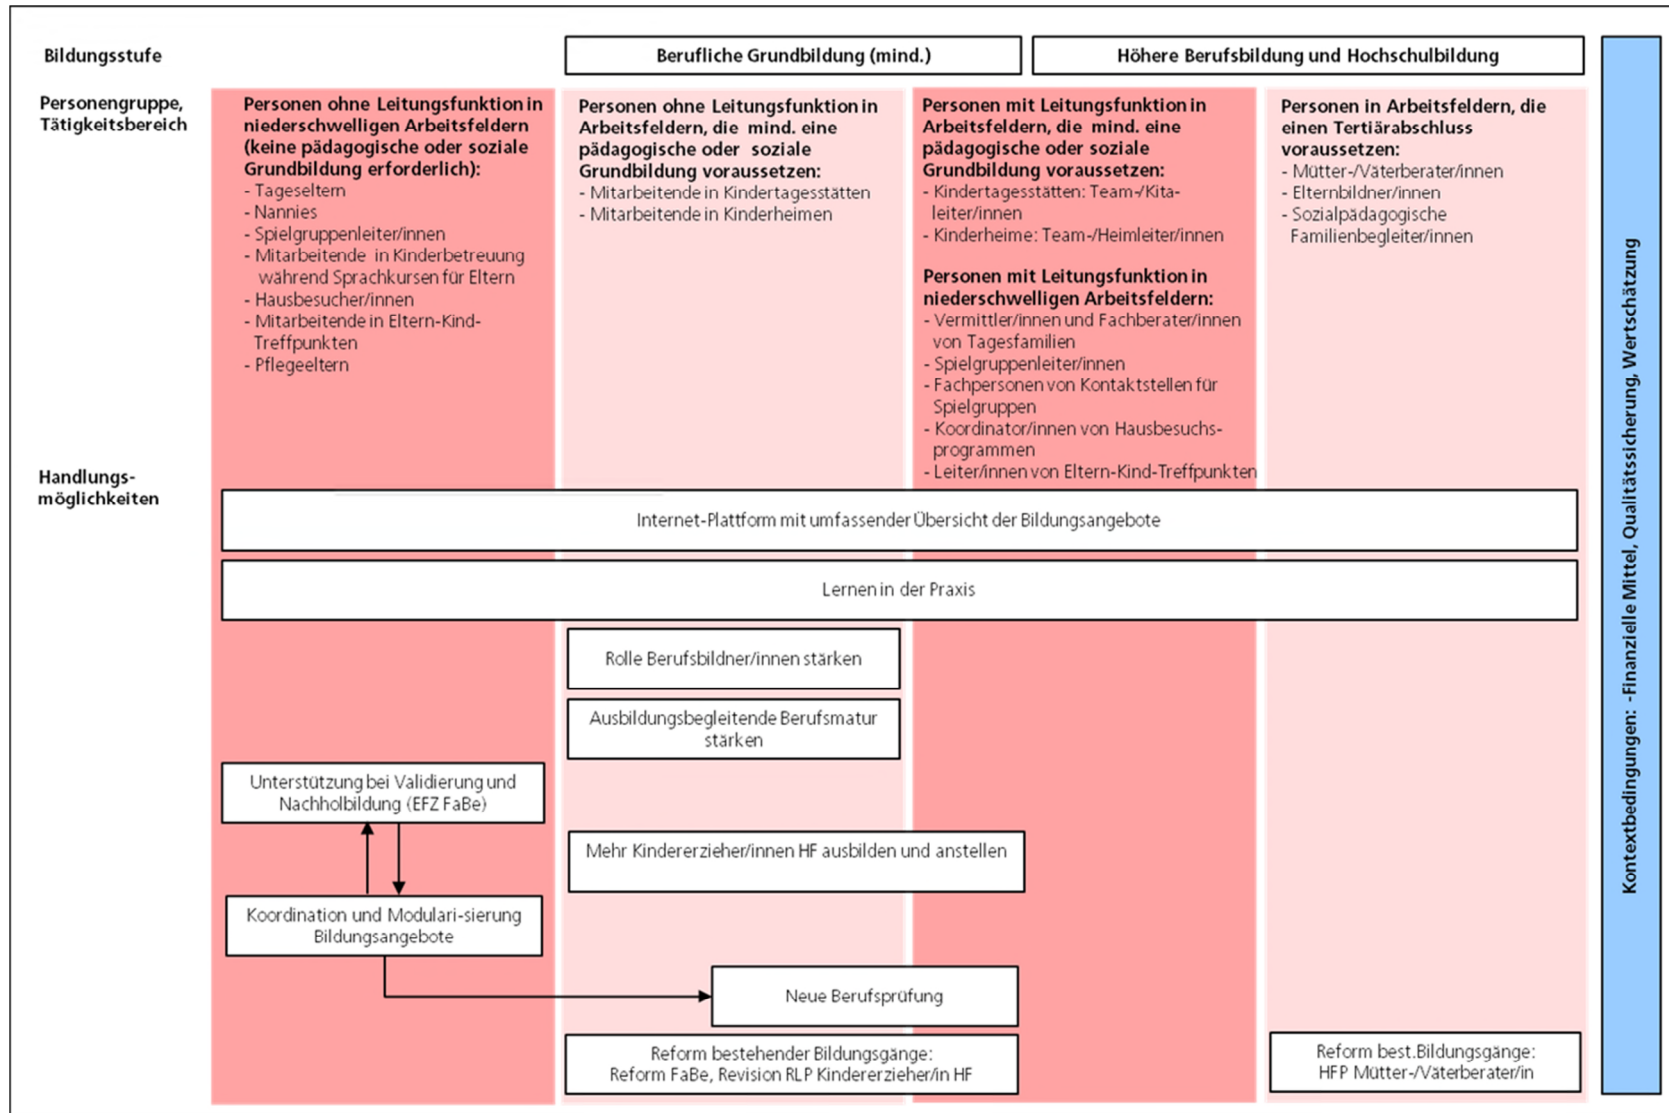 Bildungsstufe
Berufliche Grundbildung (mind.)
Höhere Berufsbildung und Hochschulbildung
Personengruppe,
Tätigkeitsbereich
Personen ohne Leitungsfunktion in
niederschwelligen Arbeitsfeldern
(keine pädagogische oder soziale
Grundbildung erforderlich):
- Tageseltern
- Nannies
- Spielgruppenleiter/innen
- Mitarbeitende in Kinderbetreuung
während Sprachkursen für Eltern
- Hausbesucher/innen
- Mitarbeitende in Eltern-Kind-
Treffpunkten
- Pflegeeltern
Personen ohne Leitungsfunktion in
Arbeitsfeldern, die mind. eine
pädagogische oder soziale
Grundbildung voraussetzen:
- Mitarbeitende in Kindertagesstätten
- Mitarbeitende in Kinderheimen
Personen mit Leitungsfunktion in
Arbeitsfeldern, die mind. eine
pädagogische oder soziale
Grundbildung voraussetzen:
- Kindertagesstätten: Team-/Kita-
leiter/innen
- Kinderheime: Team-/Heimleiter/innen
Personen mit Leitungsfunktion in
niederschwelligen Arbeitsfeldern:
- Vermittler/innen und Fachberater/innen
von Tagesfamilien
- Spielgruppenleiter/innen
- Fachpersonen von Kontaktstellen für
Spielgruppen
- Koordinator/innen von Hausbesuchs-
programmen
- Leiter/innen von Eltern-Kind-Treffpunkten
Personen in Arbeitsfeldern, die
einen Tertiärabschluss
voraussetzen:
- Mütter-/Väterberater/innen
- Elternbildner/innen
- Sozialpädagogische
Familienbegleiter/innen
Handlungs-
möglichkeiten
Internet-Plattform mit umfassender Übersicht der Bildungsangebote
Lernen in der Praxis
Rolle Berufsbildner/innen stärken
Ausbildungsbegleitende Berufsmatur
stärken
Unterstützung bei Validierung und
Nachholbildung (EFZ FaBe)
Mehr Kindererzieher/innen HF ausbilden und anstellen
Koordination und Modulari-sierung
Bildungsangebote
Neue Berufsprüfung
Reform bestehender Bildungsgänge:
Reform FaBe, Revision RLP Kindererzieher/in HF
Reform best.Bildungsgänge:
HFP Mütter-/Väterberater/in
Kontextbedingungen: -Finanzielle Mittel, Qualitätssicherung, Wertschätzung